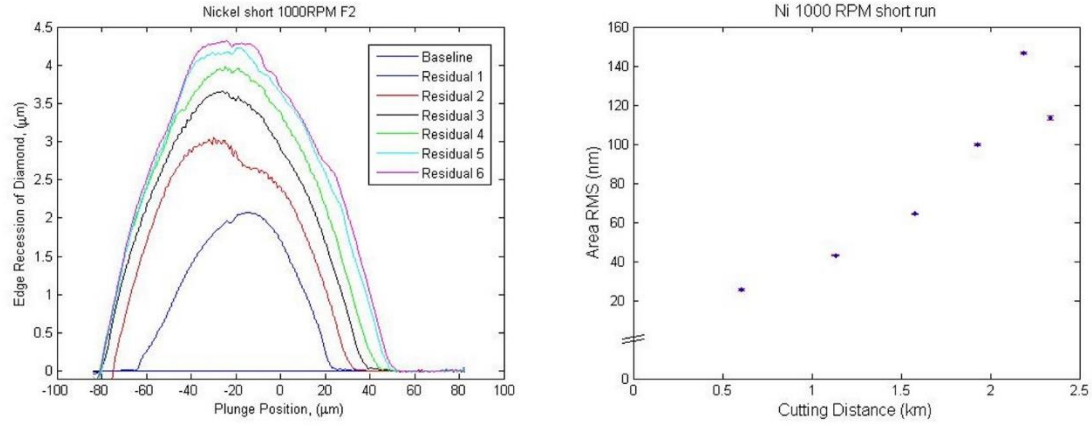 Nickel short 1000RPM F2
Edge Recession of Diamond, (μm)
4.5
4
3.5
3
2.5
2
1.5
1
0.5
0
-100 -80 -60 -40 -20 0 20 40 60 80 100
Plunge Position, (μm)
Baseline
Residual 1
Residual 2
Residual 3
Residual 4
Residual 5
Residual 6
Ni 1000 RPM short run
Area RMS (nm)
160
140
120
100
80
60
40
20
0
0 0.5 1 1.5 2 2.5
Cutting Distance (km)